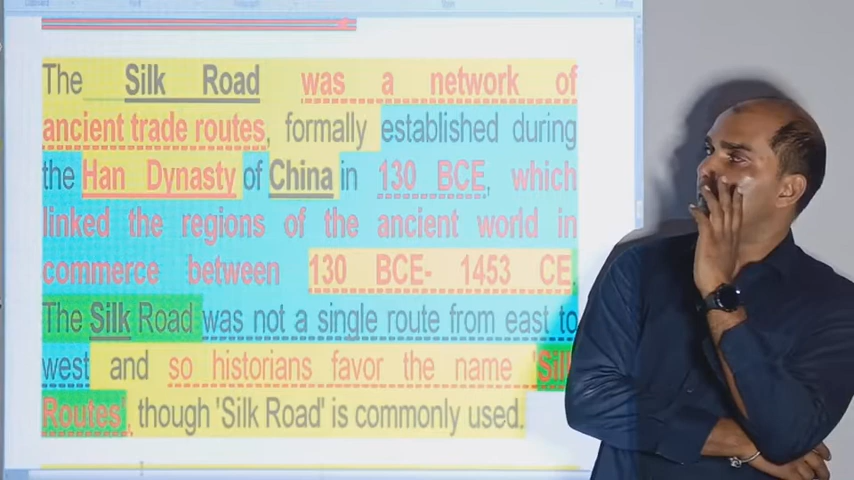 The Silk Road was a network of
ancient trade routes, formally established during
the Han Dynasty of China in 130 BCE, which
linked the regions of the ancient world in
commerce between 130 BCE- 1453 CE.
The Silk Road was not a single route from east to
west and so historians favor the name 'Silk
Routes, though 'Silk Road' is commonly used.